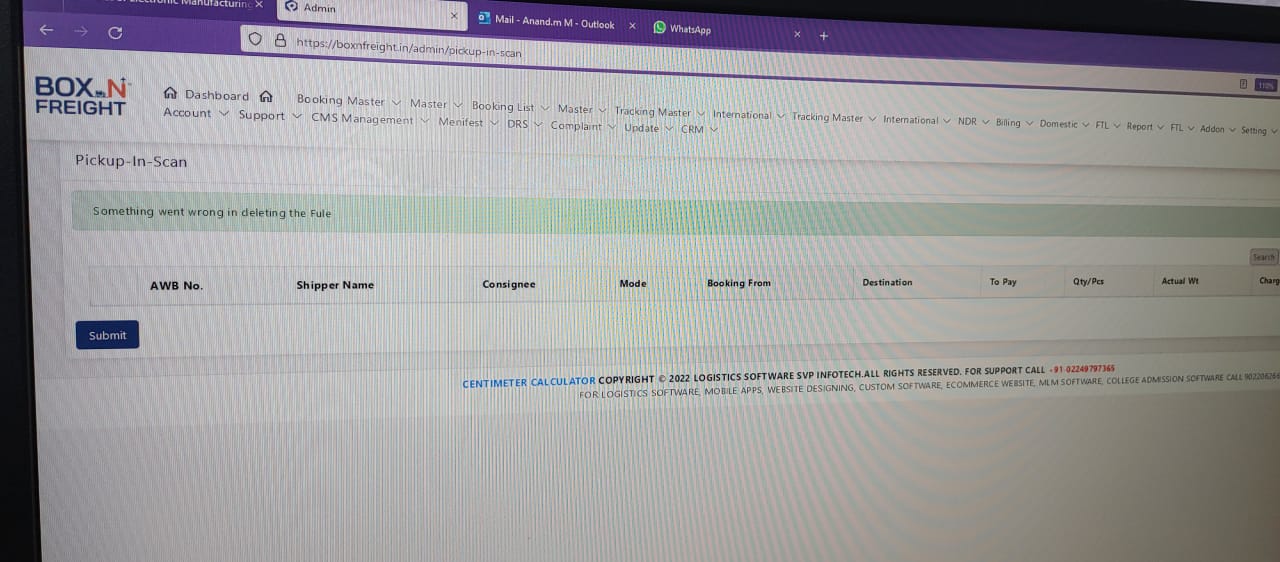 Admin
Mail - Anand.m M - Outlook
WhatsApp
https://boxnfreight.in/admin/pickup-in-scan
110%
BOX N FREIGHT
Dashboard Booking Master Master Booking List Master Tracking Master International Tracking Master International NDR Billing Domestic FTL Report FTL Addon Setting
Account Support CMS Management Menifest DRS Complaint Update CRM
Pickup-In-Scan
Something went wrong in deleting the Fule
Search
AWB No. Shipper Name Consignee Mode Booking From Destination To Pay Qty/Pcs Actual Wt Charg
Submit
CENTIMETER CALCULATOR COPYRIGHT © 2022 LOGISTICS SOFTWARE SVP INFOTECH.ALL RIGHTS RESERVED. FOR SUPPORT CALL +91-02249797365
FOR LOGISTICS SOFTWARE, MOBILE APPS, WEBSITE DESIGNING, CUSTOM SOFTWARE, ECOMMERCE WEBSITE, MLM SOFTWARE, COLLEGE ADMISSION SOFTWARE CALL